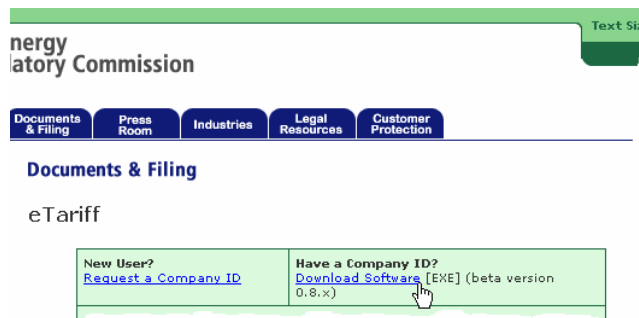 Text
nergy
latory Commission
Documents
& Filing
Press
Room
Industries
Legal
Resources
Customer
Protection
Documents & Filing
eTariff
New User?
Request a Company ID
Have a Company ID?
Download Software [EXE] (beta version
0.8.x)